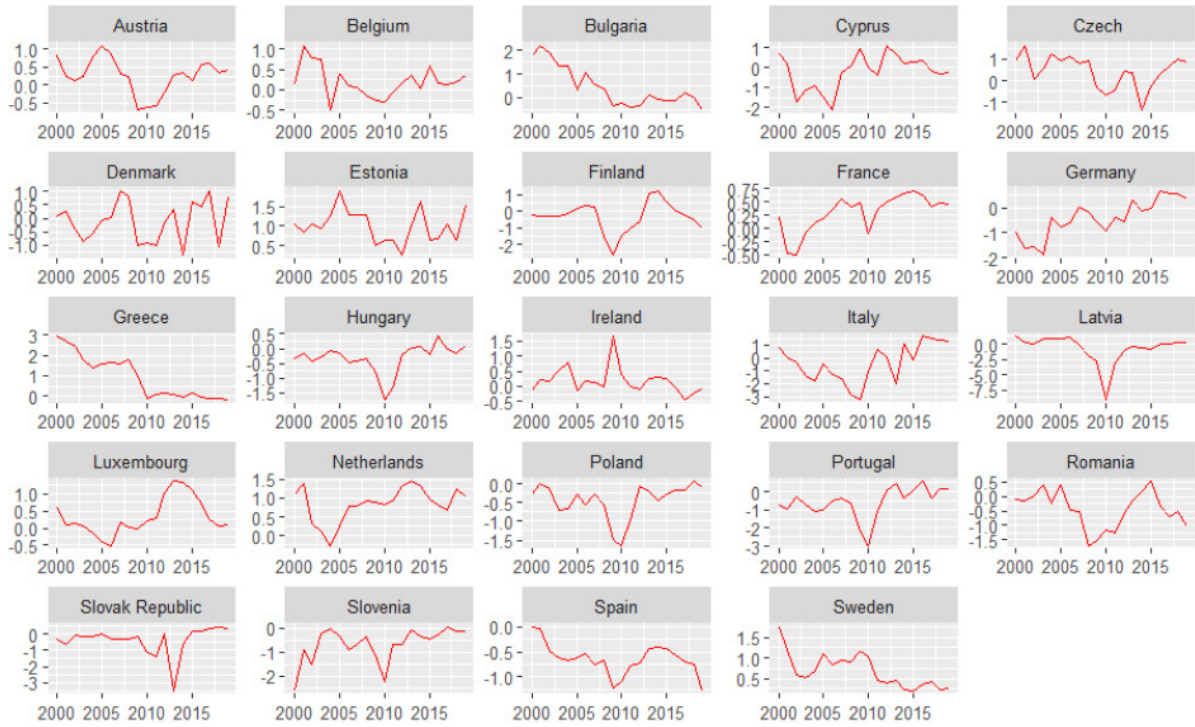 Austria
1.0
0.5
0.0
-0.5
2000 2005 2010 2015
Belgium
1.0
0.5
0.0
-0.5
2000 2005 2010 2015
Bulgaria
2
1
0
2000 2005 2010 2015
Cyprus
1
0
-1
-2
2000 2005 2010 2015
Czech
1
0
-1
2000 2005 2010 2015
Denmark
1.0
0.5
0.0
-0.5
-1.0
2000 2005 2010 2015
Estonia
1.5
1.0
0.5
2000 2005 2010 2015
Finland
1
0
-1
-2
2000 2005 2010 2015
France
0.75
0.50
0.25
0.00
-0.25
-0.50
2000 2005 2010 2015
Germany
0
-1
-2
2000 2005 2010 2015
Greece
3
2
1
0
2000 2005 2010 2015
Hungary
0.5
0.0
-0.5
-1.0
-1.5
2000 2005 2010 2015
Ireland
1.5
1.0
0.5
0.0
-0.5
2000 2005 2010 2015
Italy
1
0
-1
-2
-3
2000 2005 2010 2015
Latvia
0.0
-2.5
-5.0
-7.5
2000 2005 2010 2015
Luxembourg
1.0
0.5
0.0
-0.5
2000 2005 2010 2015
Netherlands
1.5
1.0
0.5
0.0
2000 2005 2010 2015
Poland
0.0
-0.5
-1.0
-1.5
2000 2005 2010 2015
Portugal
0
-1
-2
-3
2000 2005 2010 2015
Romania
0.5
0.0
-0.5
-1.0
-1.5
2000 2005 2010 2015
Slovak Republic
0
-1
-2
-3
2000 2005 2010 2015
Slovenia
0
-1
-2
2000 2005 2010 2015
Spain
0.0
-0.5
-1.0
2000 2005 2010 2015
Sweden
1.5
1.0
0.5
2000 2005 2010 2015